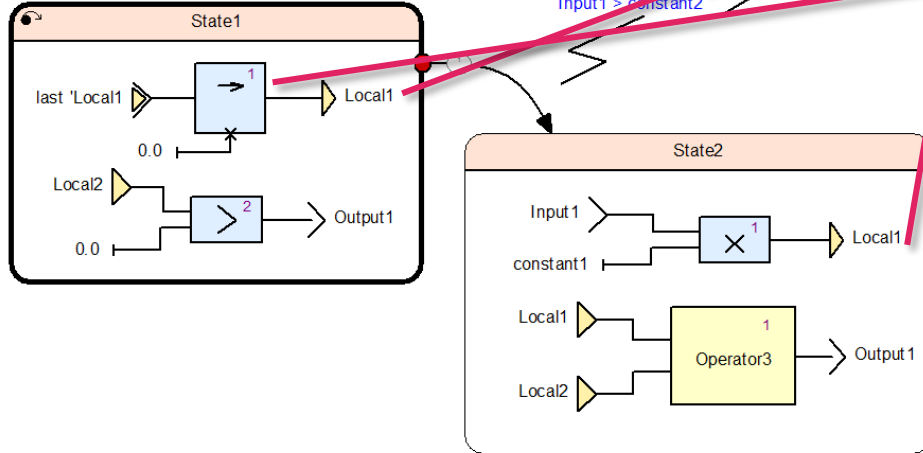 Input1 > constant2
State1
last 'Local1
1
Local1
0.0
Local2
2
Output1
0.0
State2
Input1
1
Local1
constant1
Local1
1
Operator3
Output1
Local2